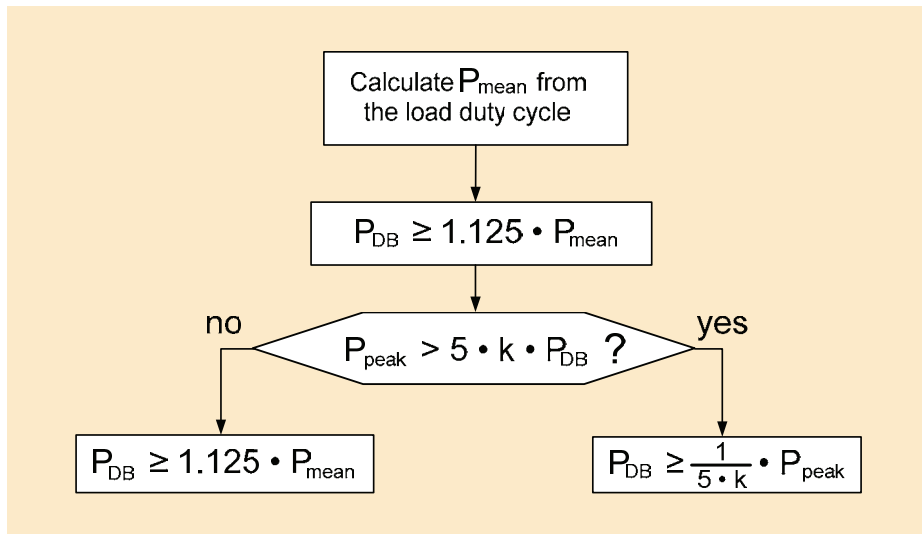 Calculate Pmean from
the load duty cycle
PDB ≥ 1.125 • Pmean
no
yes
Ppeak > 5 • k • PDB ?
PDB ≥ 1.125 • Pmean
PDB ≥ 1/(5 • k) • Ppeak